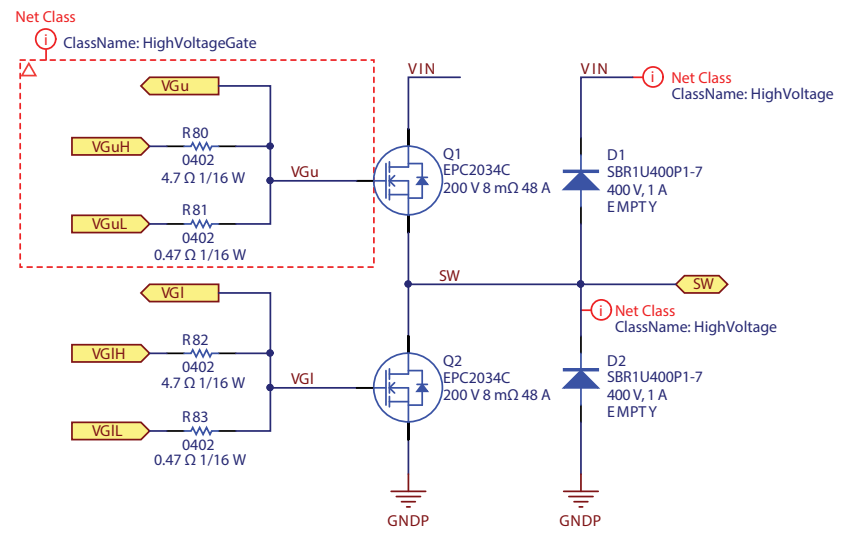 Net Class
i ClassName: HighVoltageGate
VGu
R80
VGuH
0402
4.7 Ω 1/16 W
VGu
R81
VGuL
0402
0.47 Ω 1/16 W
VIN
Q1
EPC2034C
200 V 8 mΩ 48 A
VIN
i Net Class
ClassName: HighVoltage
D1
SBR1U400P1-7
400 V, 1 A
EMPTY
SW
SW
VGl
R82
VGlH
0402
4.7 Ω 1/16 W
VGl
R83
VGlL
0402
0.47 Ω 1/16 W
Q2
EPC2034C
200 V 8 mΩ 48 A
i Net Class
ClassName: HighVoltage
D2
SBR1U400P1-7
400 V, 1 A
EMPTY
GNDP
GNDP